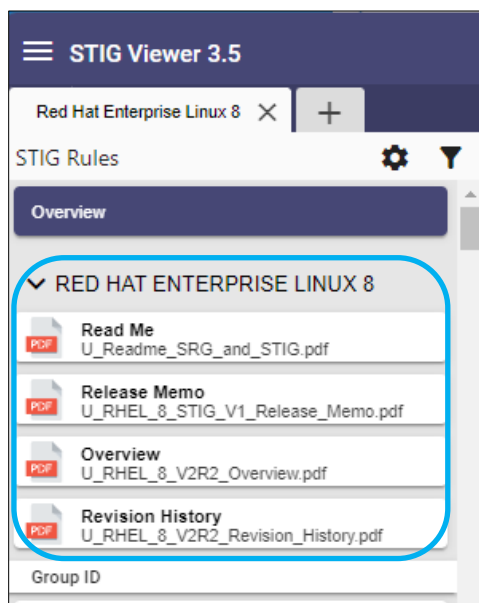 STIG Viewer 3.5
Red Hat Enterprise Linux 8
STIG Rules
Overview
RED HAT ENTERPRISE LINUX 8
PDF
Read Me
U_Readme_SRG_and_STIG.pdf
PDF
Release Memo
U_RHEL_8_STIG_V1_Release_Memo.pdf
PDF
Overview
U_RHEL_8_V2R2_Overview.pdf
PDF
Revision History
U_RHEL_8_V2R2_Revision_History.pdf
Group ID